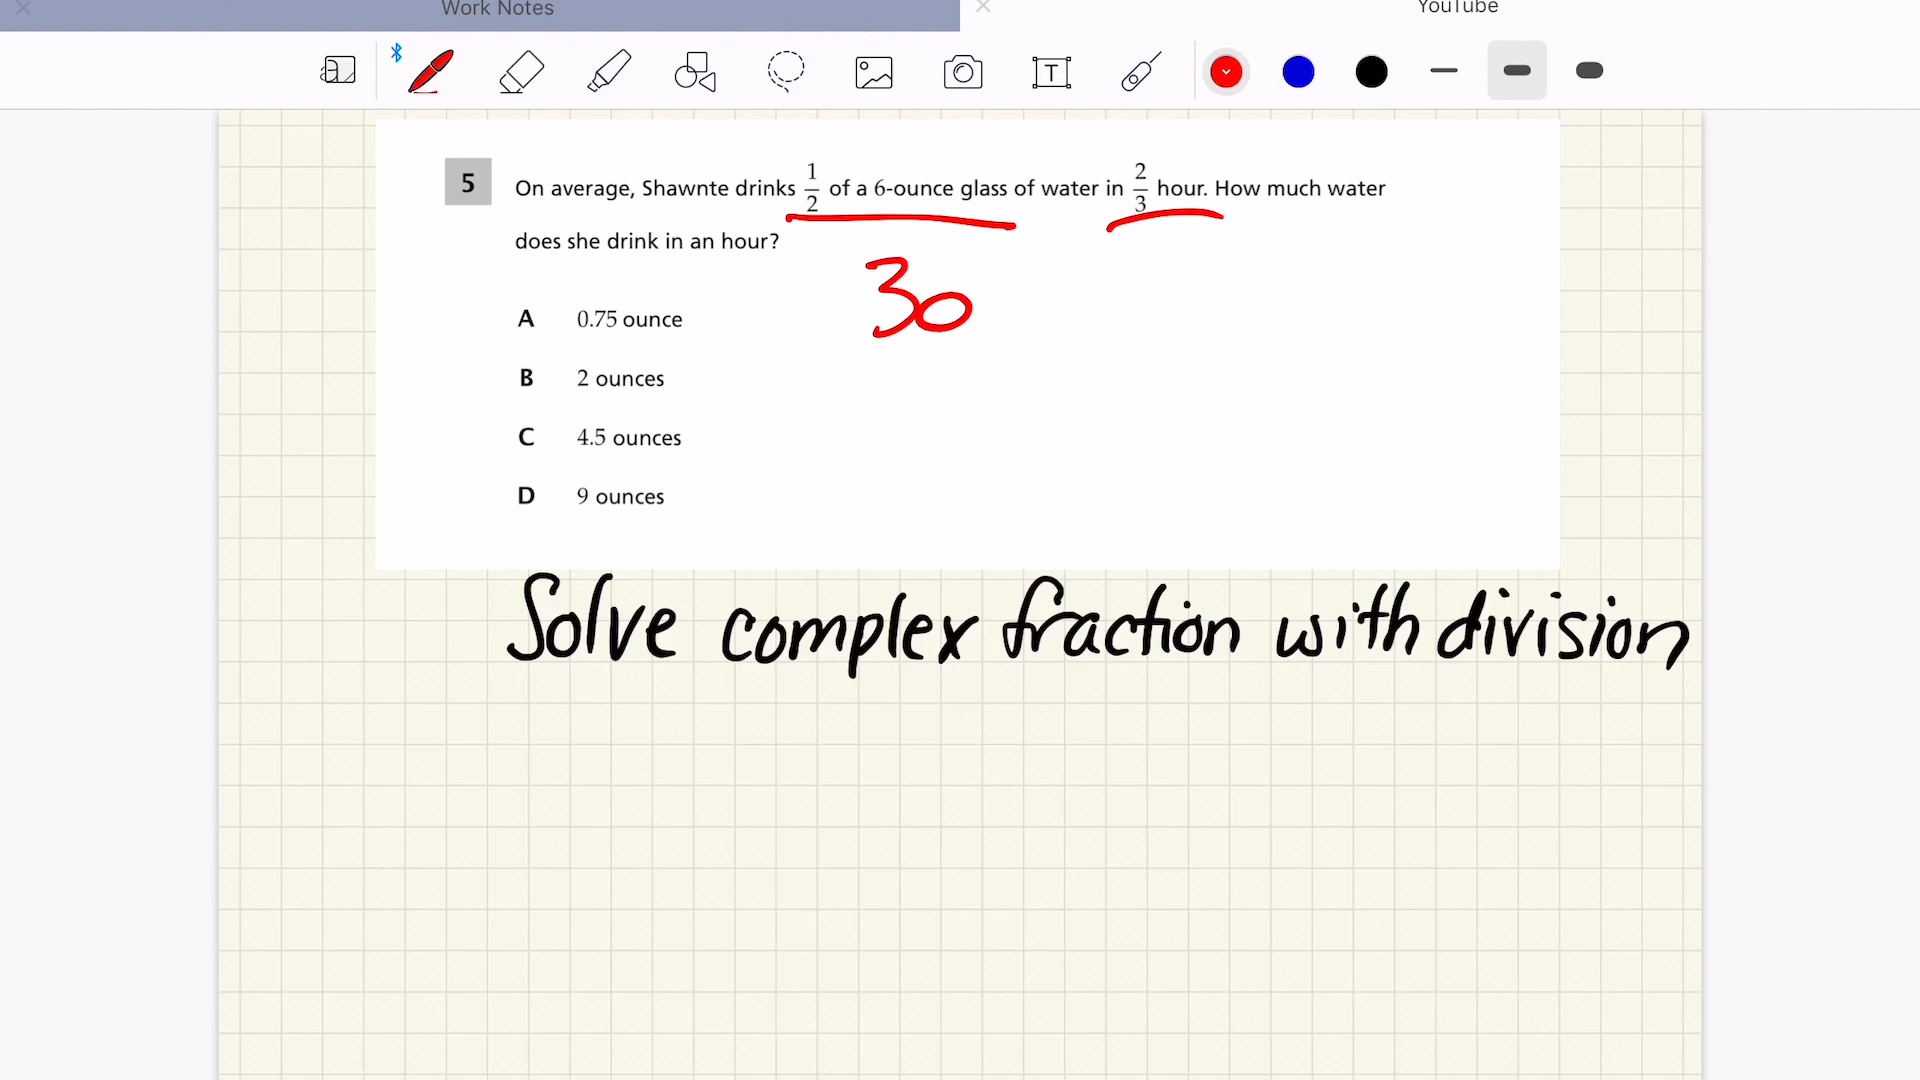 Work Notes
YouTube
5 On average, Shawnte drinks 1/2 of a 6-ounce glass of water in 2/3 hour. How much water
does she drink in an hour?
30
A 0.75 ounce
B 2 ounces
C 4.5 ounces
D 9 ounces
Solve complex fraction with division